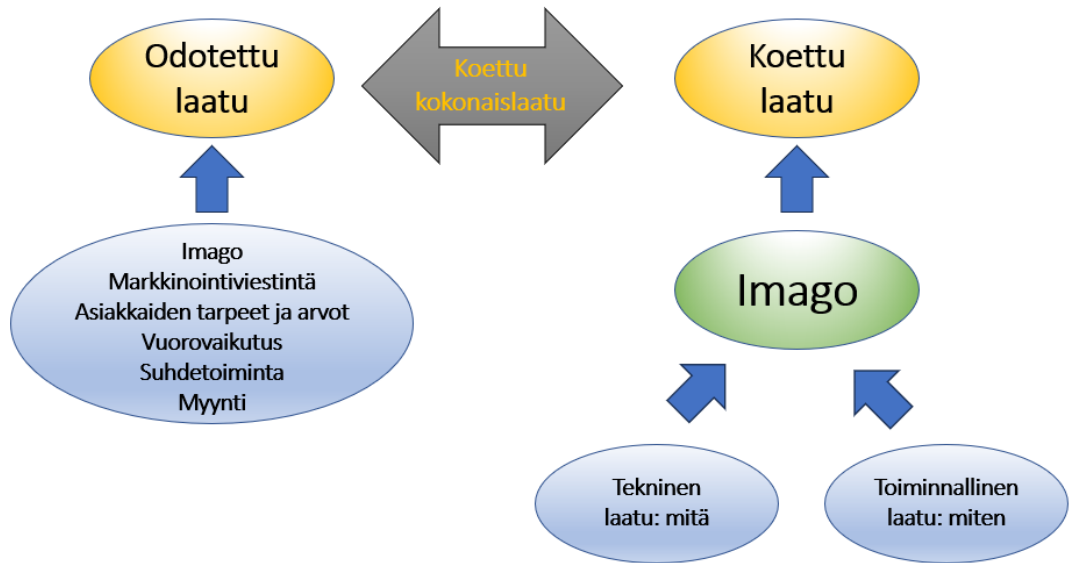 Odotettu
laatu
Koettu
kokonaislaatu
Koettu
laatu
Imago
Markkinointiviestintä
Asiakkaiden tarpeet ja arvot
Vuorovaikutus
Suhdetoiminta
Myynti
Imago
Tekninen
laatu: mitä
Toiminnallinen
laatu: miten